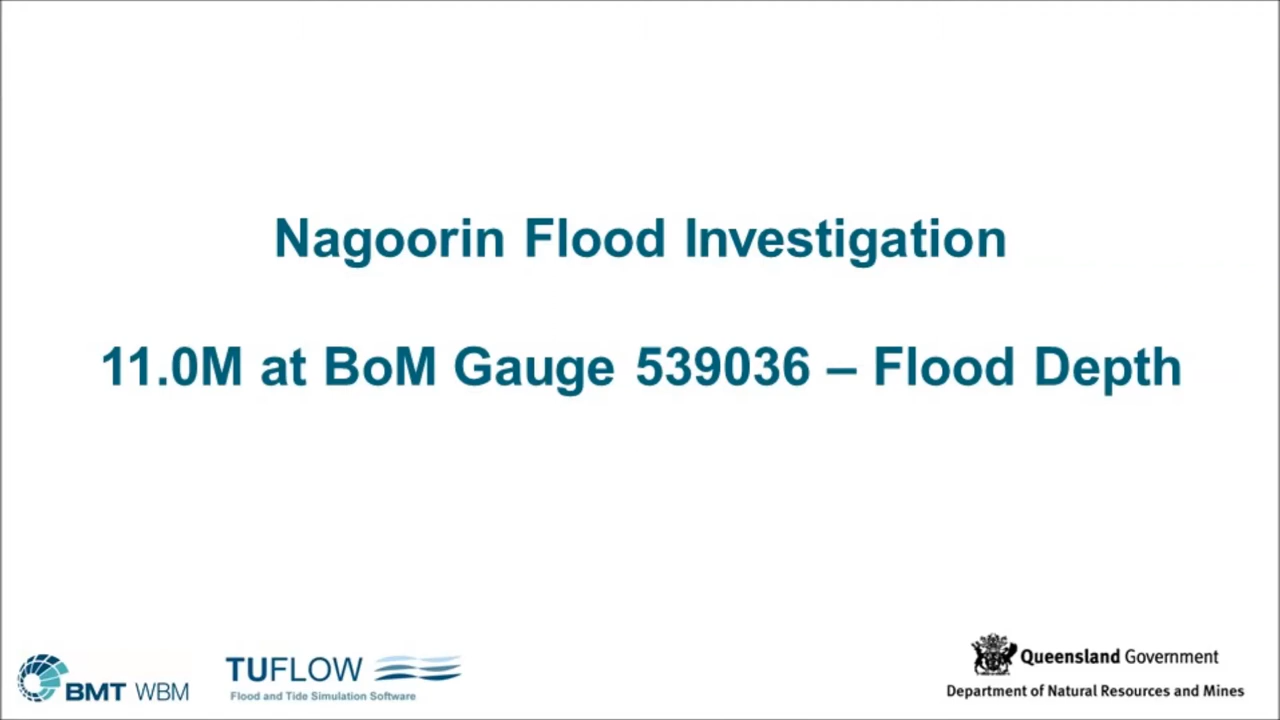 Nagoorin Flood Investigation
11.0M at BoM Gauge 539036 – Flood Depth
BMT WBM
TUFLOW
Flood and Tide Simulation Software
Queensland Government
Department of Natural Resources and Mines